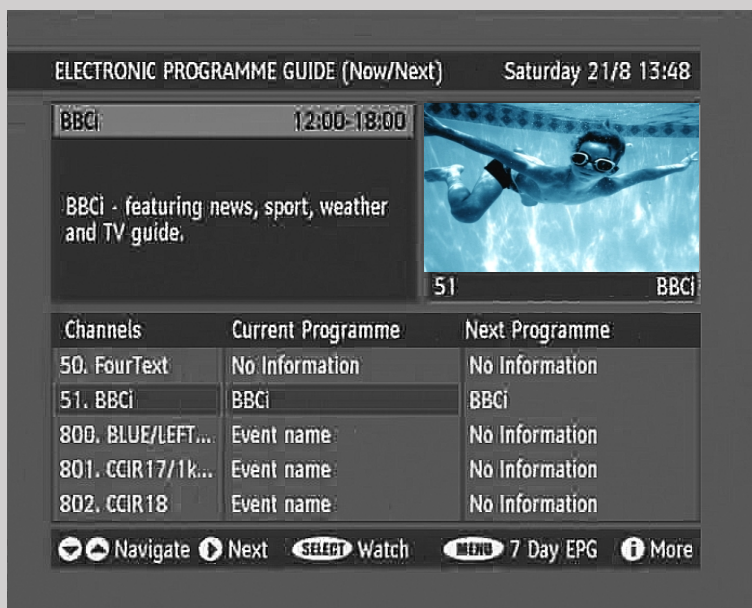 ELECTRONIC PROGRAMME GUIDE (Now/Next) Saturday 21/8 13:48
BBCi 12:00-18:00
BBCi - featuring news, sport, weather
and TV guide.
51 BBCi
Channels Current Programme Next Programme
50. FourText No Information No Information
51. BBCi BBCi BBCi
800. BLUE/LEFT... Event name No Information
801. CCIR17/1k... Event name No Information
802. CCIR18 Event name No Information
Navigate Next SELECT Watch MENU 7 Day EPG i More